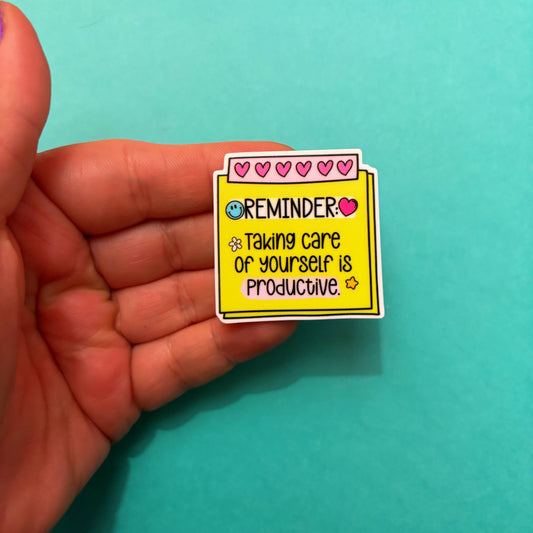 REMINDER:
Taking care
of yourself is
Productive.